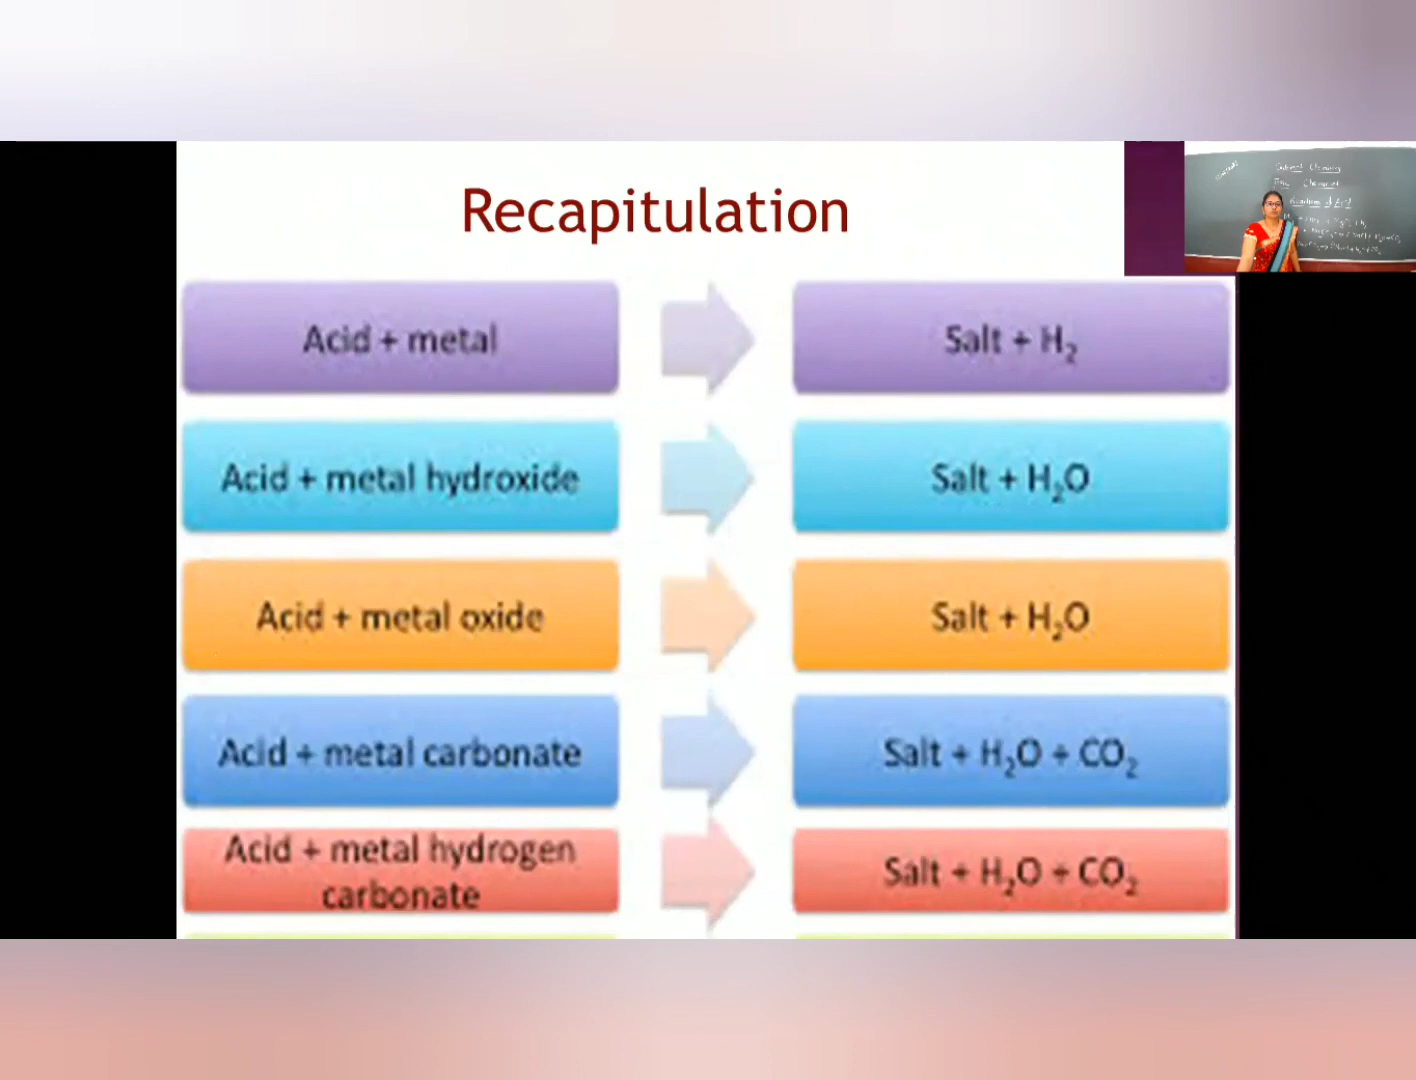 Recapitulation
Acid + metal
Salt + H₂
Acid + metal hydroxide
Salt + H₂O
Acid + metal oxide
Salt + H₂O
Acid + metal carbonate
Salt + H₂O + CO₂
Acid + metal hydrogen
carbonate
Salt + H₂O + CO₂